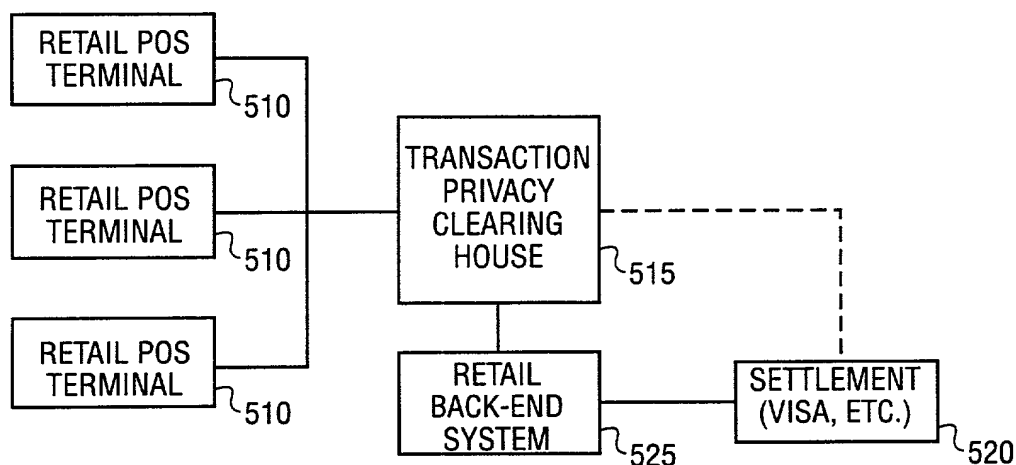 RETAIL POS
TERMINAL
510
RETAIL POS
TERMINAL
510
RETAIL POS
TERMINAL
510
TRANSACTION
PRIVACY
CLEARING
HOUSE
515
RETAIL
BACK-END
SYSTEM
525
SETTLEMENT
(VISA, ETC.)
520